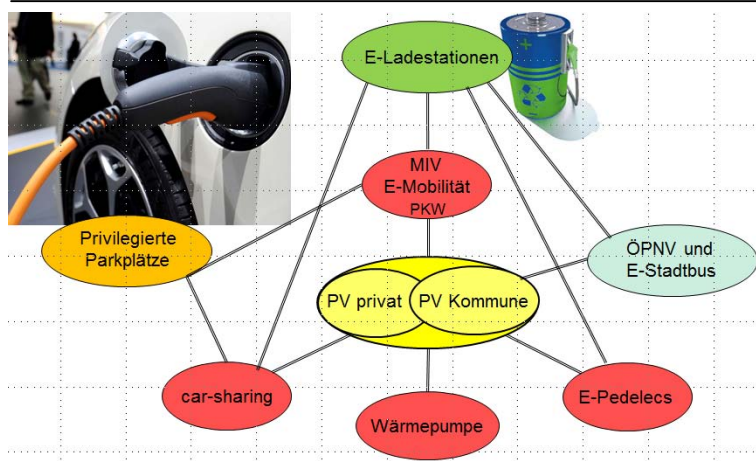 E-Ladestationen
MIV
E-Mobilität
PKW
Privilegierte
Parkplätze
ÖPNV und
E-Stadtbus
PV privat
PV Kommune
car-sharing
E-Pedelecs
Wärmepumpe